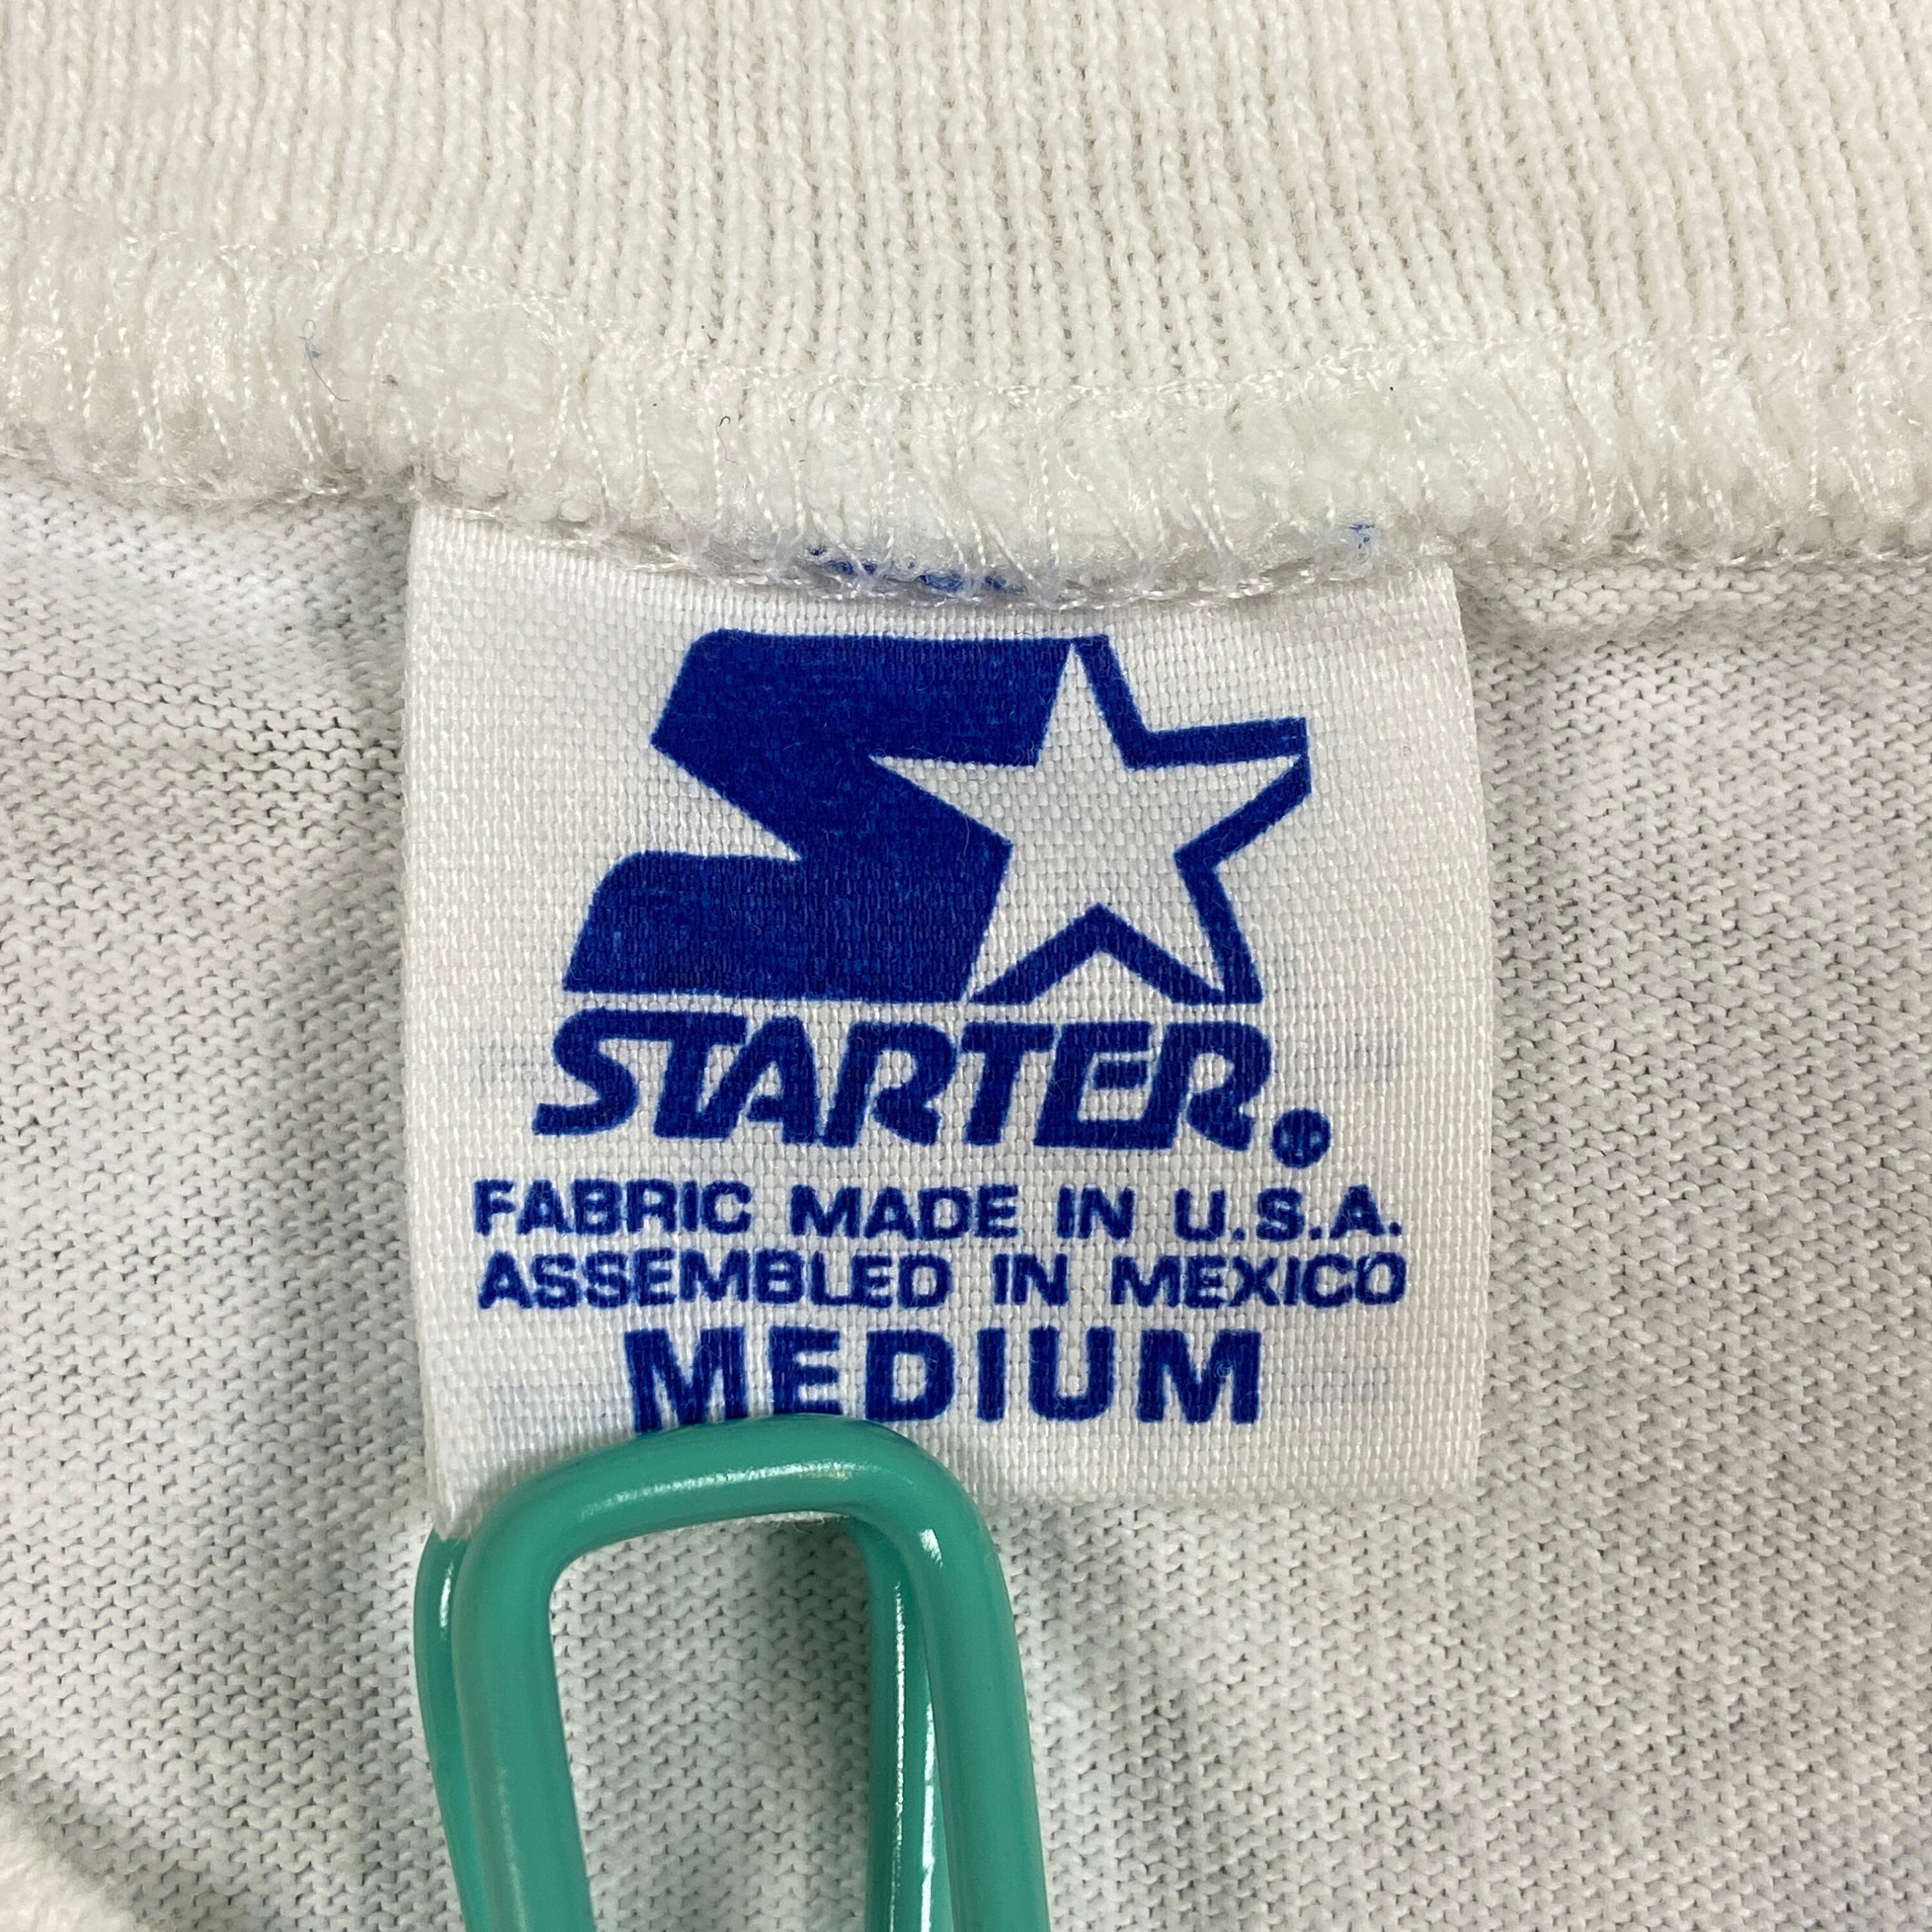 STARTER.
FABRIC MADE IN U.S.A.
ASSEMBLED IN MEXICO
MEDIUM